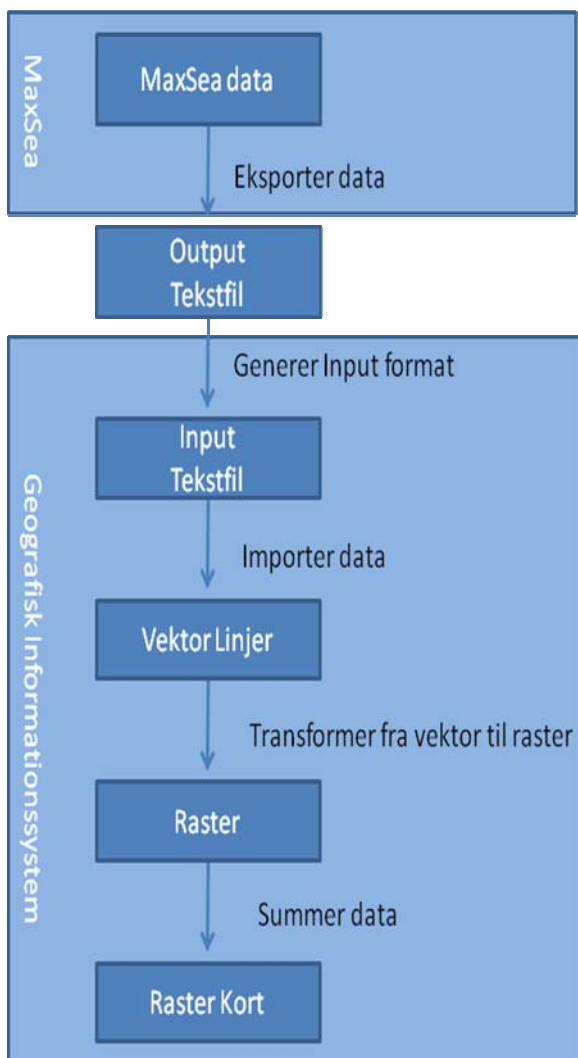 MaxSea
MaxSea data
Eksporter data
Output
Tekstfil
Generer Input format
Geografisk Informationssystem
Input
Tekstfil
Importer data
Vektor Linjer
Transformer fra vektor til raster
Raster
Summer data
Raster Kort